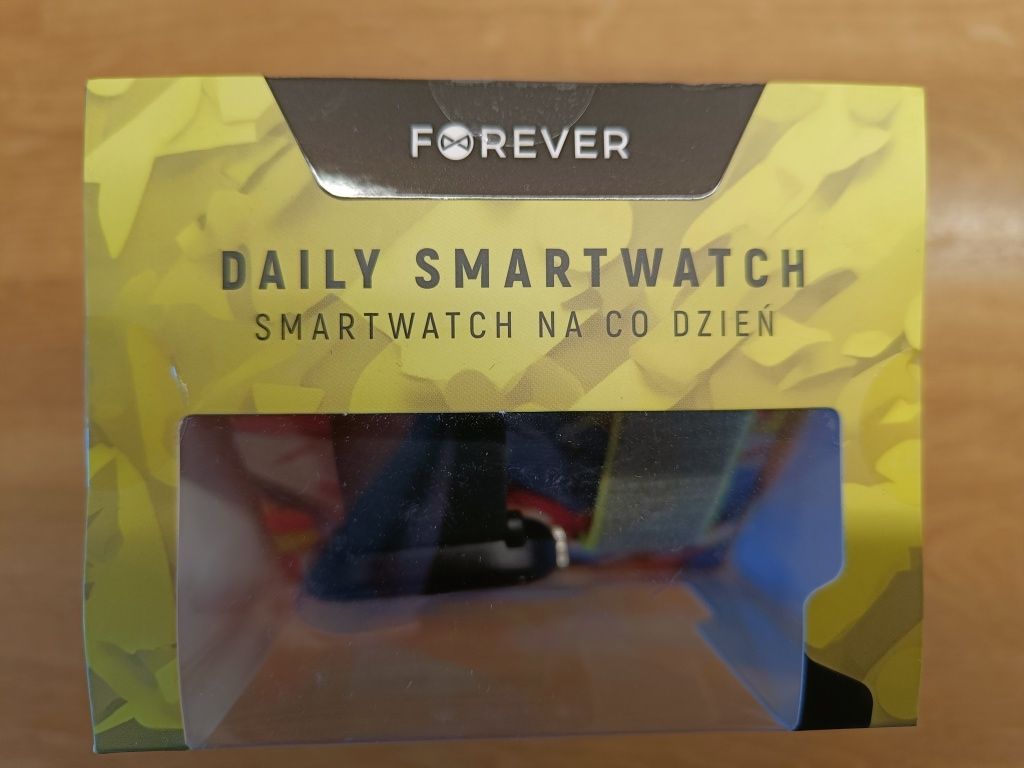 FOREVER
DAILY SMARTWATCH
SMARTWATCH NA CO DZIEŃ